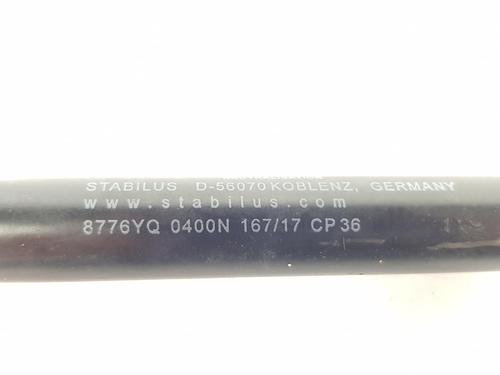 STABILUS D-56070 KOBLENZ, GERMANY
www.stabilus.com
8776YQ 0400N 167/17 CP36